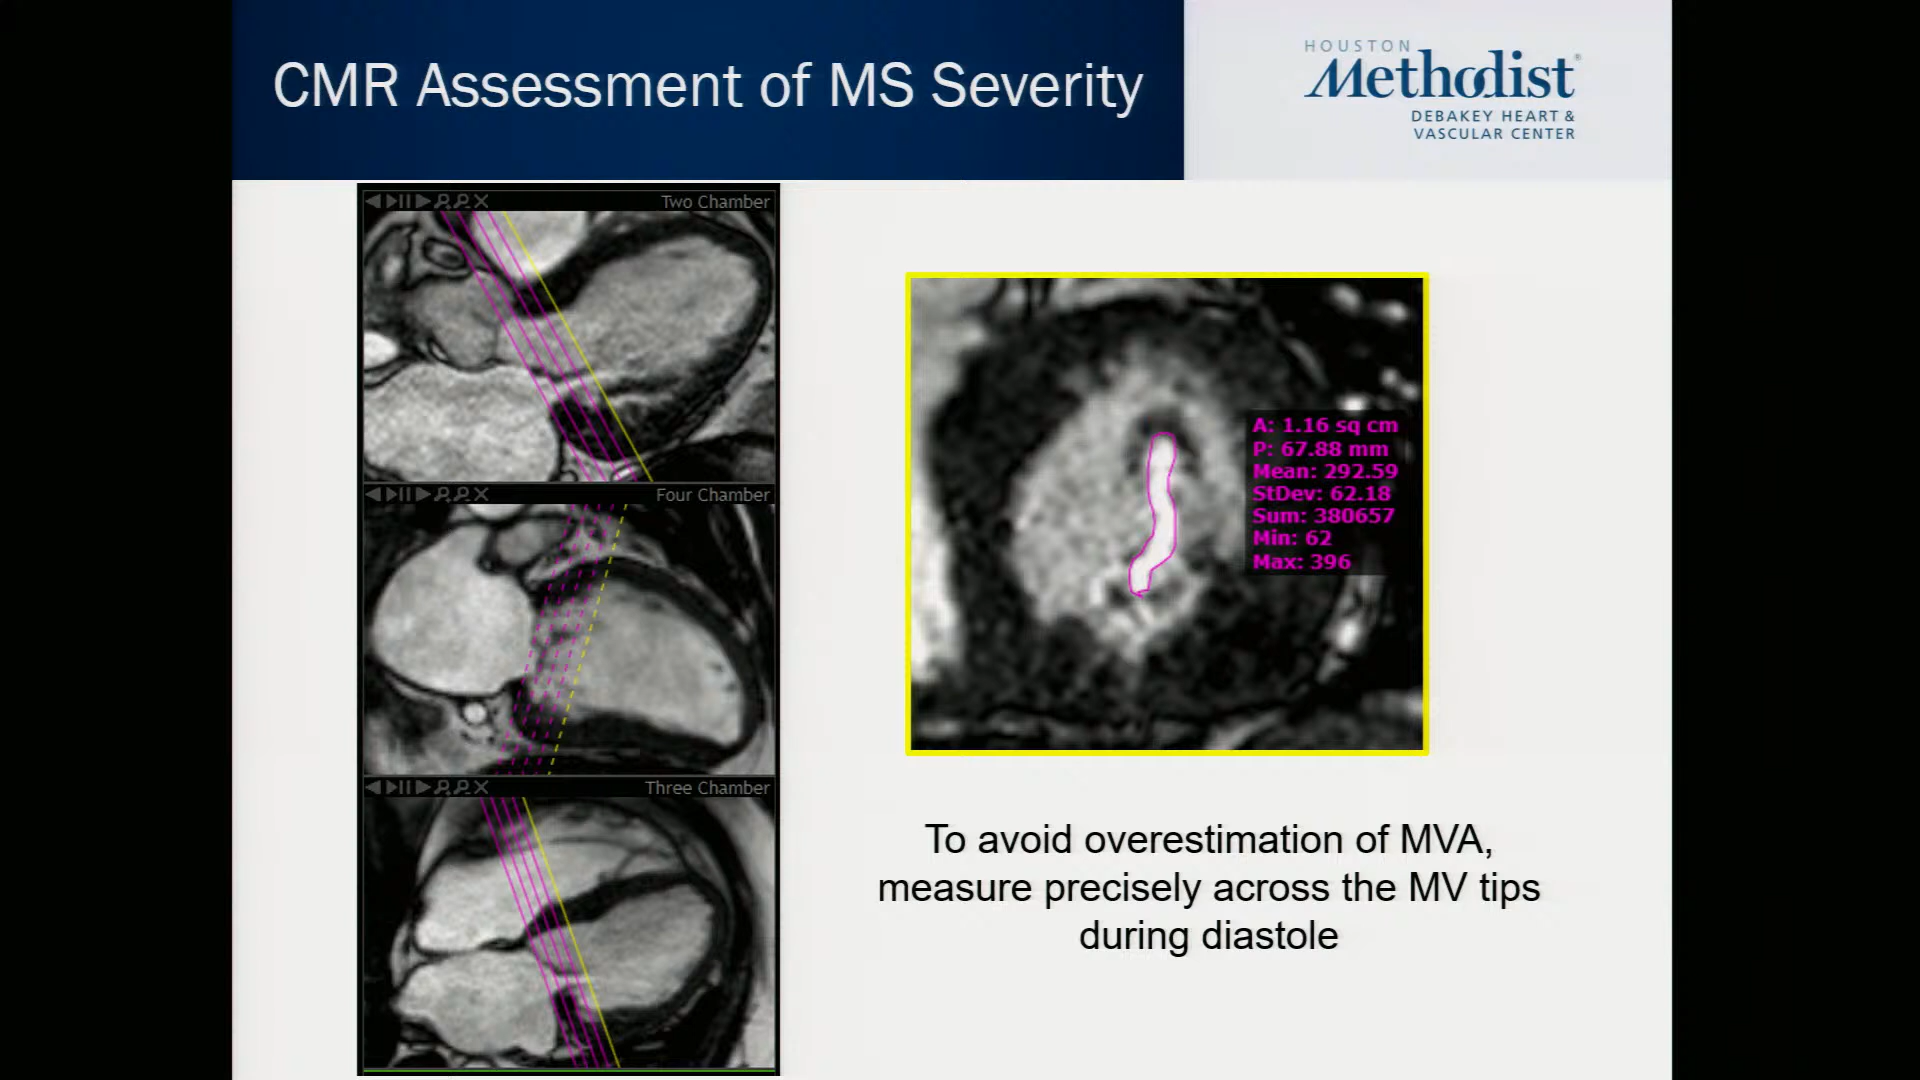 CMR Assessment of MS Severity
HOUSTON
Methodist®
DEBAKEY HEART &
VASCULAR CENTER
Two Chamber
Four Chamber
Three Chamber
A: 1.16 sq cm
P: 67.88 mm
Mean: 292.59
StDev: 62.18
Sum: 380657
Min: 62
Max: 396
To avoid overestimation of MVA,
measure precisely across the MV tips
during diastole